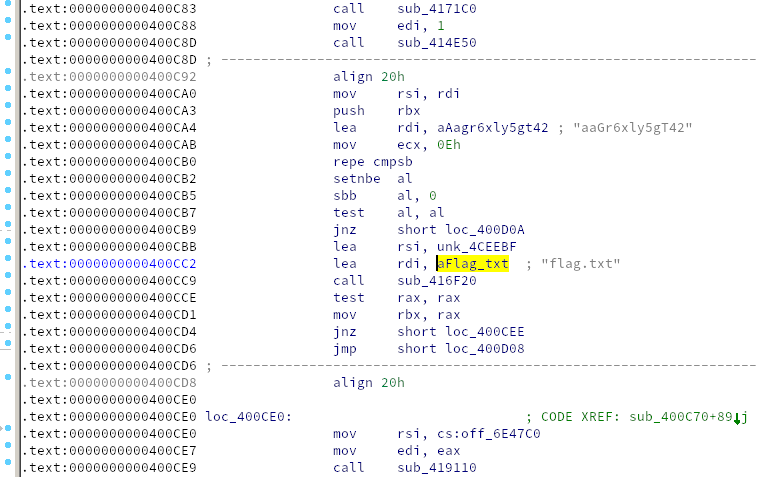 .text:0000000000400C83 call sub_4171C0
.text:0000000000400C88 mov edi, 1
.text:0000000000400C8D call sub_414E50
.text:0000000000400C8D ; ---------------------------------------------------------------------------
.text:0000000000400C92 align 20h
.text:0000000000400CA0 mov rsi, rdi
.text:0000000000400CA3 push rbx
.text:0000000000400CA4 lea rdi, aAagr6xly5gt42 ; "aaGr6xly5gT42"
.text:0000000000400CAB mov ecx, 0Eh
.text:0000000000400CB0 repe cmpsb
.text:0000000000400CB2 setnbe al
.text:0000000000400CB5 sbb al, 0
.text:0000000000400CB7 test al, al
.text:0000000000400CB9 jnz short loc_400D0A
.text:0000000000400CBB lea rsi, unk_4CEEBF
.text:0000000000400CC2 lea rdi, aFlag_txt ; "flag.txt"
.text:0000000000400CC9 call sub_416F20
.text:0000000000400CCE test rax, rax
.text:0000000000400CD1 mov rbx, rax
.text:0000000000400CD4 jnz short loc_400CEE
.text:0000000000400CD6 jmp short loc_400D08
.text:0000000000400CD6 ; ---------------------------------------------------------------------------
.text:0000000000400CD8 align 20h
.text:0000000000400CE0
.text:0000000000400CE0 loc_400CE0: ; CODE XREF: sub_400C70+89↓j
.text:0000000000400CE0 mov rsi, cs:off_6E47C0
.text:0000000000400CE7 mov edi, eax
.text:0000000000400CE9 call sub_419110